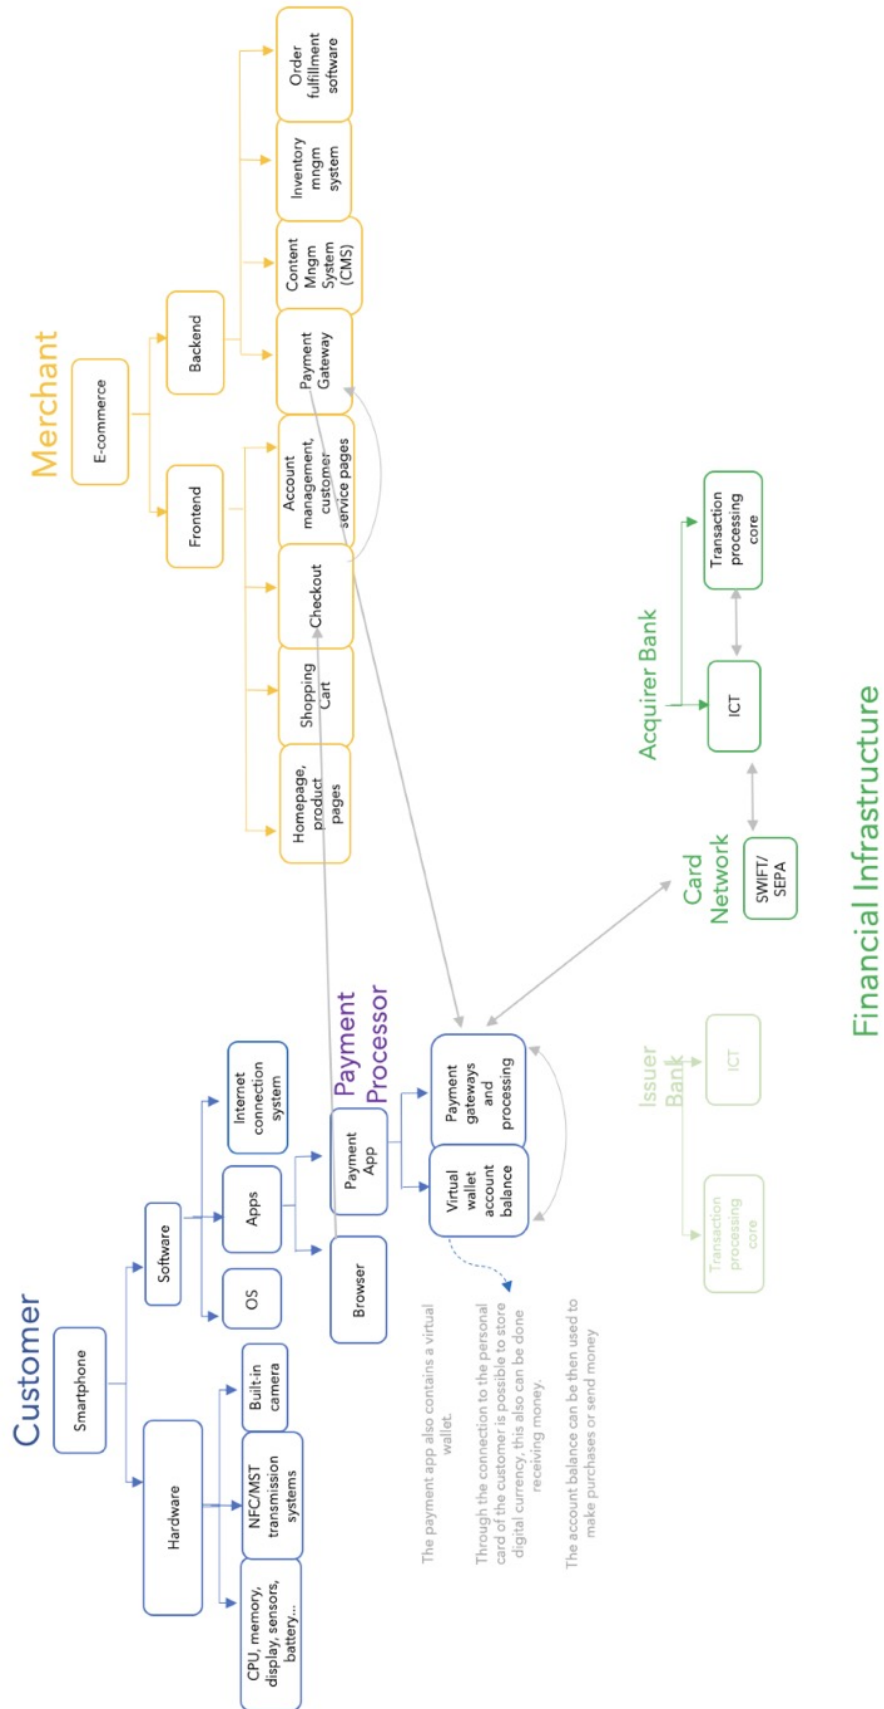 Customer
Smartphone
Hardware
Software
CPU, memory,
display, sensors,
battery...
NFC/MST
transmission
systems
Built-in
camera
OS
Apps
Internet
connection
system
Browser
Payment
App
Payment
Processor
Virtual
wallet
account
balance
Payment
gateways
and
processing
The payment app also contains a virtual
wallet.
Through the connection to the personal
card of the customer is possible to store
digital currency, this also can be done
receiving money.
The account balance can be then used to
make purchases or send money
Merchant
E-commerce
Frontend
Backend
Homepage,
product
pages
Shopping
Cart
Checkout
Account
management,
customer
service pages
Payment
Gateway
Content
Mngm
System
(CMS)
Inventory
mngm
system
Order
fulfillment
software
Issuer
Bank
Transaction
processing
core
ICT
Card
Network
SWIFT/
SEPA
Acquirer Bank
ICT
Transaction
processing
core
Financial Infrastructure